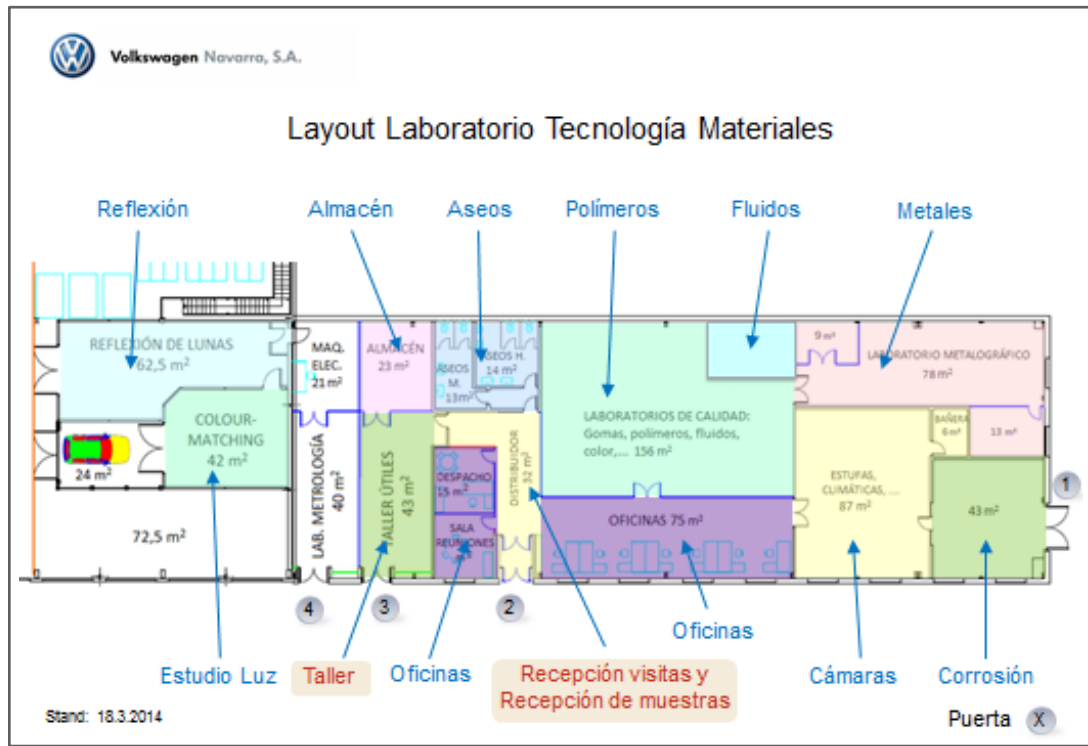 Volkswagen Navarra, S.A.
Layout Laboratorio Tecnología Materiales
Reflexión
Almacén
Aseos
Polímeros
Fluidos
Metales
REFLEXIÓN DE LUNAS
62,5 m²
MAQ.
ELEC.
21 m²
ALMACÉN
23 m²
ASEOS
M.
13m²
ASEOS H.
14 m²
9 m²
LABORATORIO METALOGRÁFICO
78 m²
COLOUR-
MATCHING
42 m²
24 m²
72,5 m²
LAB. METROLOGÍA
40 m²
TALLER ÚTILES
43 m²
DESPACHO
15 m²
SALA
REUNIONES
DISTRIBUIDOR
32 m²
LABORATORIOS DE CALIDAD:
Gomas, polímeros, fluidos,
color,... 156 m²
OFICINAS 75 m²
ESTUFAS,
CLIMÁTICAS, ...
87 m²
BAÑERA
6 m²
13 m²
43 m²
1
4
3
2
Estudio Luz
Taller
Oficinas
Recepción visitas y
Recepción de muestras
Oficinas
Cámaras
Corrosión
Stand: 18.3.2014
Puerta X